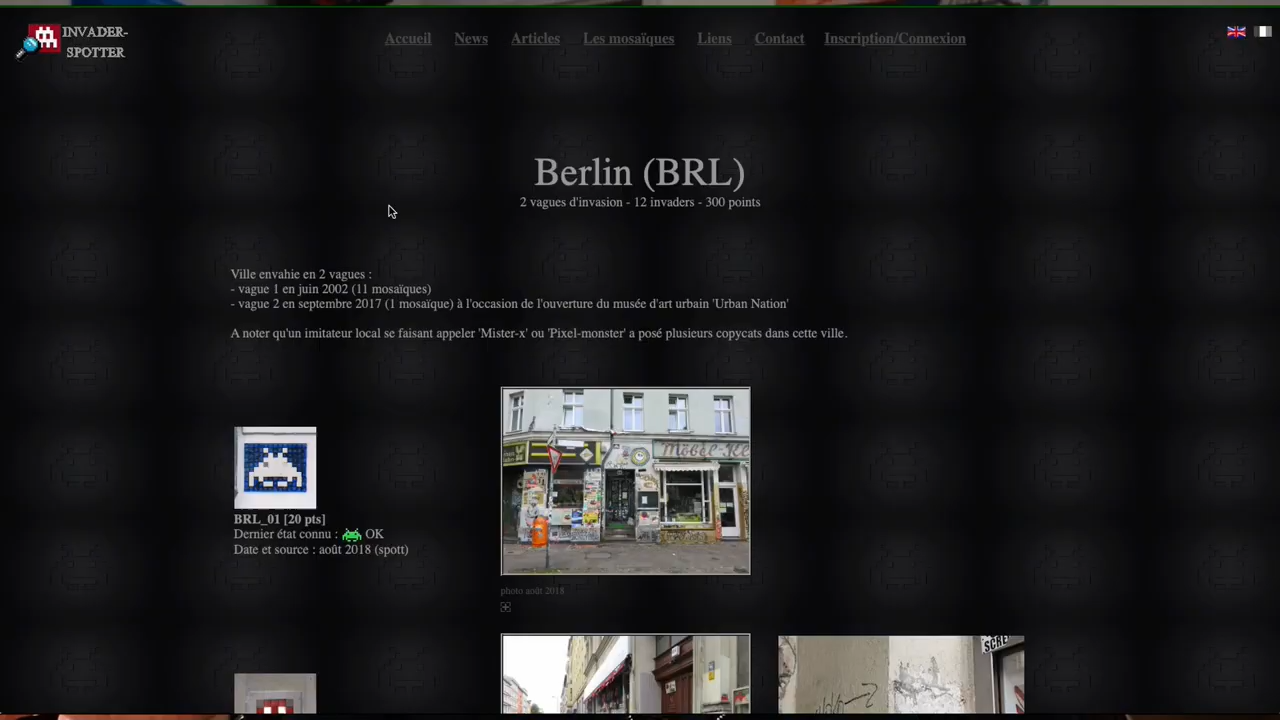 INVADER-
SPOTTER
Accueil News Articles Les mosaïques Liens Contact Inscription/Connexion
Berlin (BRL)
2 vagues d'invasion - 12 invaders - 300 points
Ville envahie en 2 vagues :
- vague 1 en juin 2002 (11 mosaïques)
- vague 2 en septembre 2017 (1 mosaïque) à l'occasion de l'ouverture du musée d'art urbain 'Urban Nation'
A noter qu'un imitateur local se faisant appeler 'Mister-x' ou 'Pixel-monster' a posé plusieurs copycats dans cette ville.
BRL_01 [20 pts]
Dernier état connu : OK
Date et source : août 2018 (spott)
photo août 2018